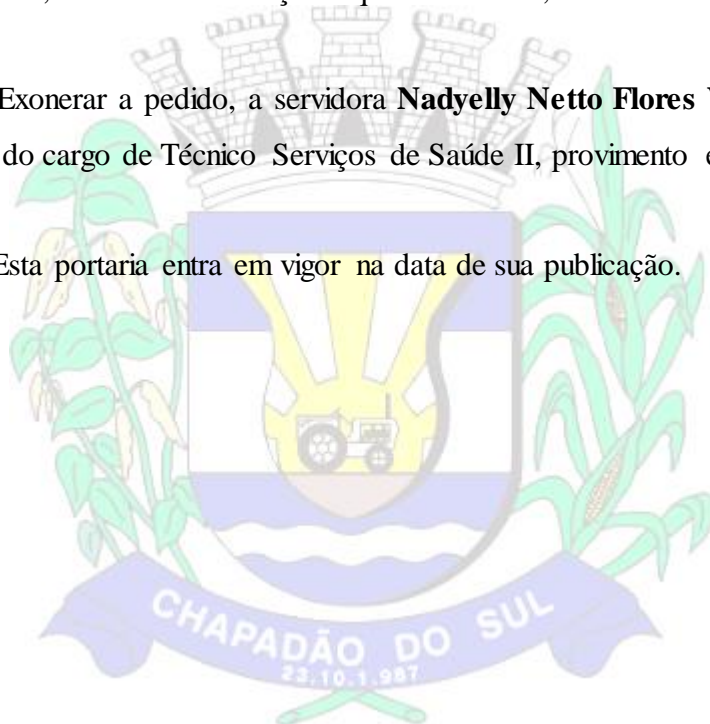 Exonerar a pedido, a servidora Nadyelly Netto Flores
do cargo de Técnico Serviços de Saúde II, provimento
Esta portaria entra em vigor na data de sua publicação.
CHAPADÃO DO SUL
23.10.1.987